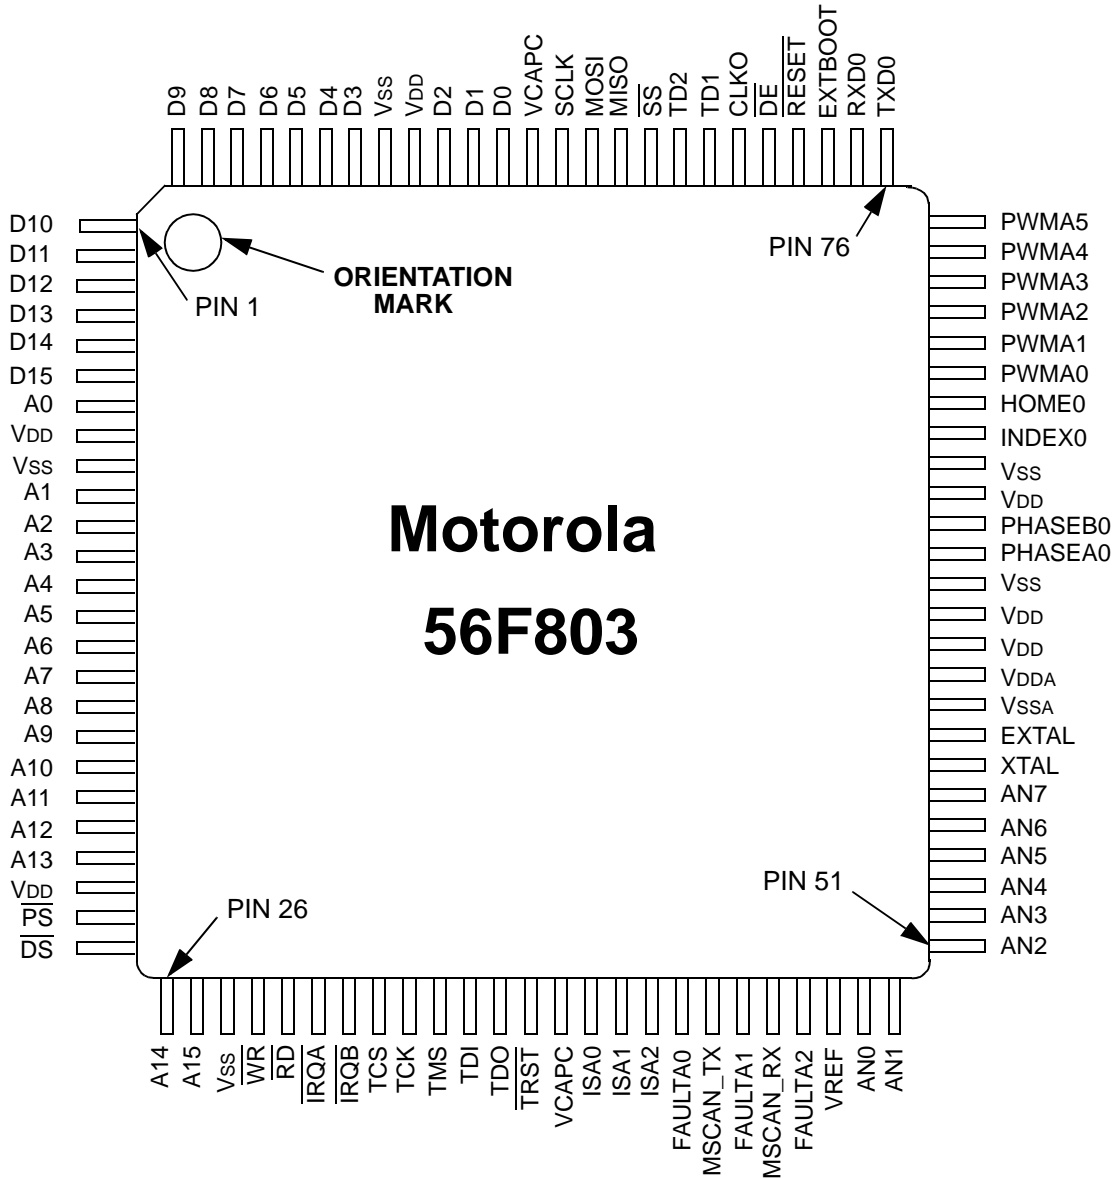 D9
D8
D7
D6
D5
D4
D3
VSS
VDD
D2
D1
D0
VCAPC
SCLK
MOSI
MISO
SS
TD2
TD1
CLKO
DE
RESET
EXTBOOT
RXD0
TXD0
D10
D11
D12
D13
D14
D15
A0
VDD
VSS
A1
A2
A3
A4
A5
A6
A7
A8
A9
A10
A11
A12
A13
VDD
PS
DS
PIN 1
ORIENTATION
MARK
PIN 76
Motorola
56F803
PIN 26
PIN 51
PWMA5
PWMA4
PWMA3
PWMA2
PWMA1
PWMA0
HOME0
INDEX0
VSS
VDD
PHASEB0
PHASEA0
VSS
VDD
VDD
VDDA
VSSA
EXTAL
XTAL
AN7
AN6
AN5
AN4
AN3
AN2
A14
A15
VSS
WR
RD
IRQA
IRQB
TCS
TCK
TMS
TDI
TDO
TRST
VCAPC
ISA0
ISA1
ISA2
FAULTA0
MSCAN_TX
FAULTA1
MSCAN_RX
FAULTA2
VREF
AN0
AN1